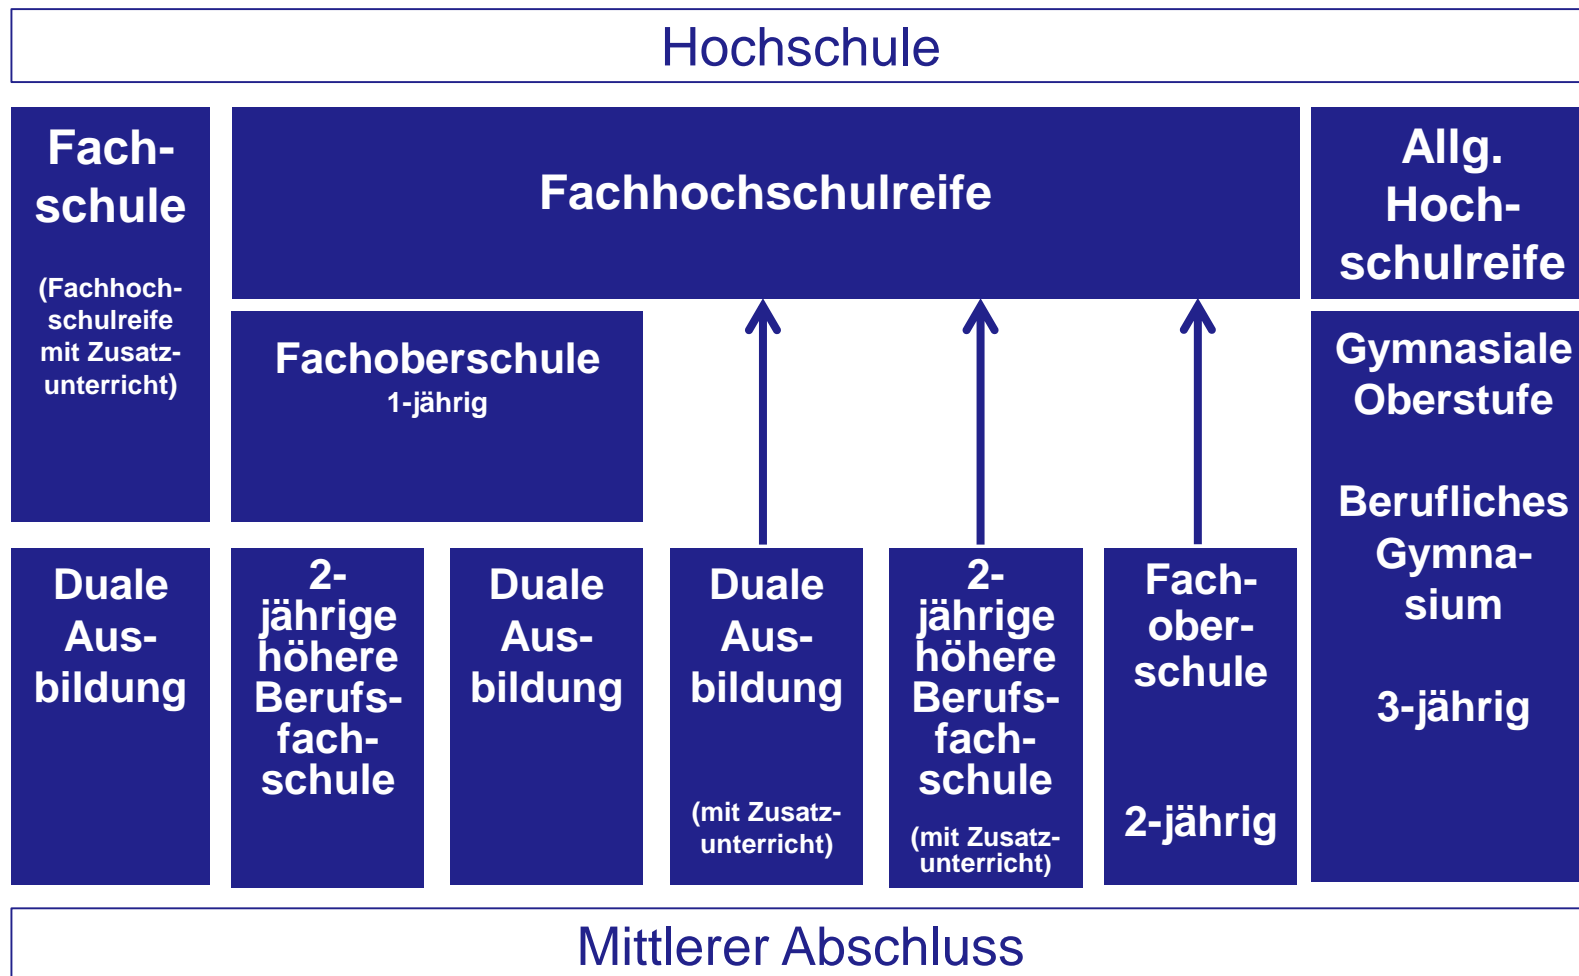 Hochschule
Fach-
schule
(Fachhoch-
schulreife
mit Zusatz-
unterricht)
Fachhochschulreife
Allg.
Hoch-
schulreife
Fachoberschule
1-jährig
Gymnasiale
Oberstufe
Berufliches
Gymna-
sium
3-jährig
Duale
Aus-
bildung
2-
jährige
höhere
Berufs-
fach-
schule
Duale
Aus-
bildung
Duale
Aus-
bildung
(mit Zusatz-
unterricht)
2-
jährige
höhere
Berufs-
fach-
schule
(mit Zusatz-
unterricht)
Fach-
ober-
schule
2-jährig
Mittlerer Abschluss